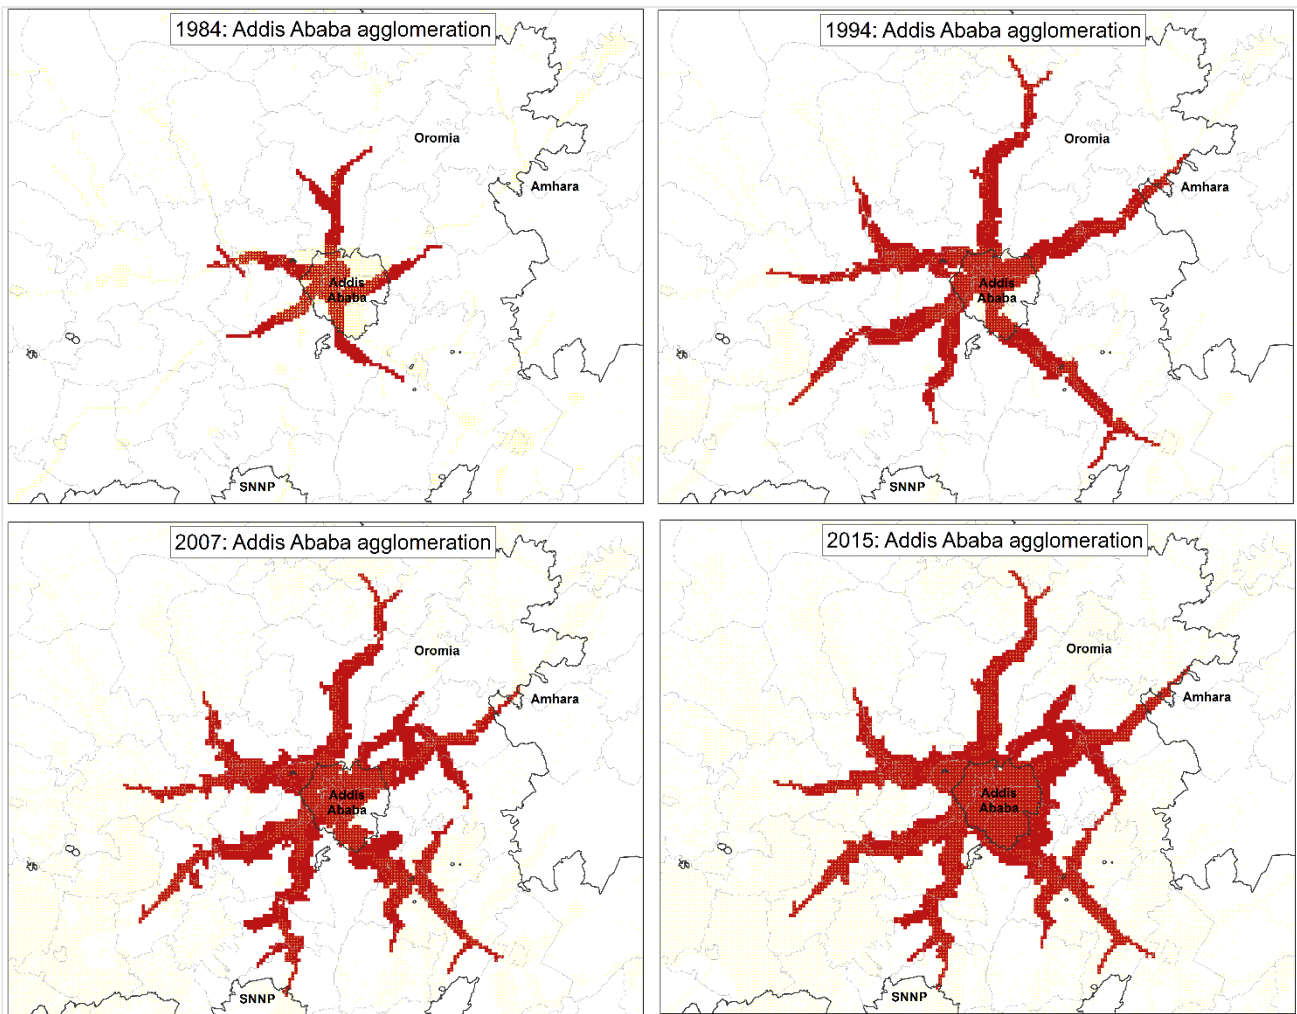 1984: Addis Ababa agglomeration
Oromia
Amhara
Addis
Ababa
SNNP
1994: Addis Ababa agglomeration
Oromia
Amhara
Addis
Ababa
SNNP
2007: Addis Ababa agglomeration
Oromia
Amhara
Addis
Ababa
SNNP
2015: Addis Ababa agglomeration
Oromia
Amhara
Addis
Ababa
SNNP